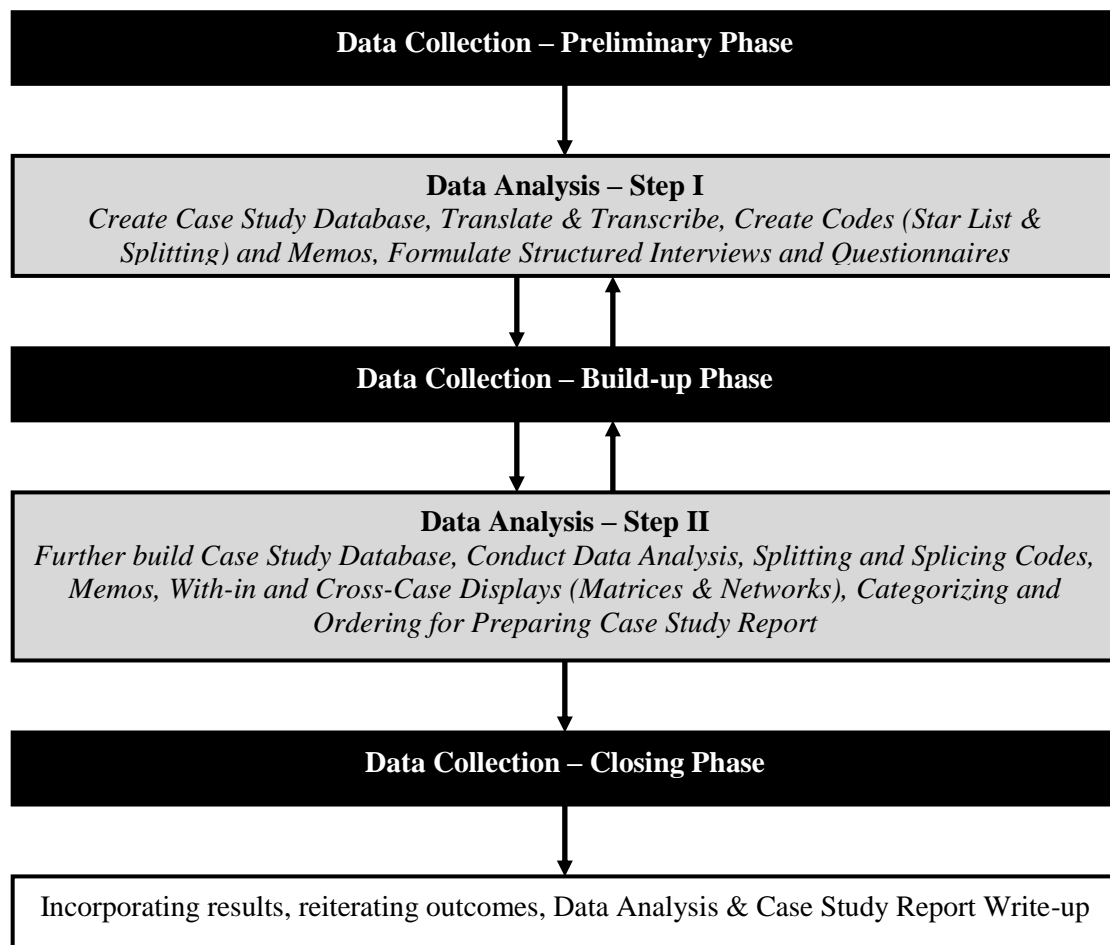 Data Collection – Preliminary Phase
Data Analysis – Step I
Create Case Study Database, Translate & Transcribe, Create Codes (Star List &
Splitting) and Memos, Formulate Structured Interviews and Questionnaires
Data Collection – Build-up Phase
Data Analysis – Step II
Further build Case Study Database, Conduct Data Analysis, Splitting and Splicing Codes,
Memos, With-in and Cross-Case Displays (Matrices & Networks), Categorizing and
Ordering for Preparing Case Study Report
Data Collection – Closing Phase
Incorporating results, reiterating outcomes, Data Analysis & Case Study Report Write-up